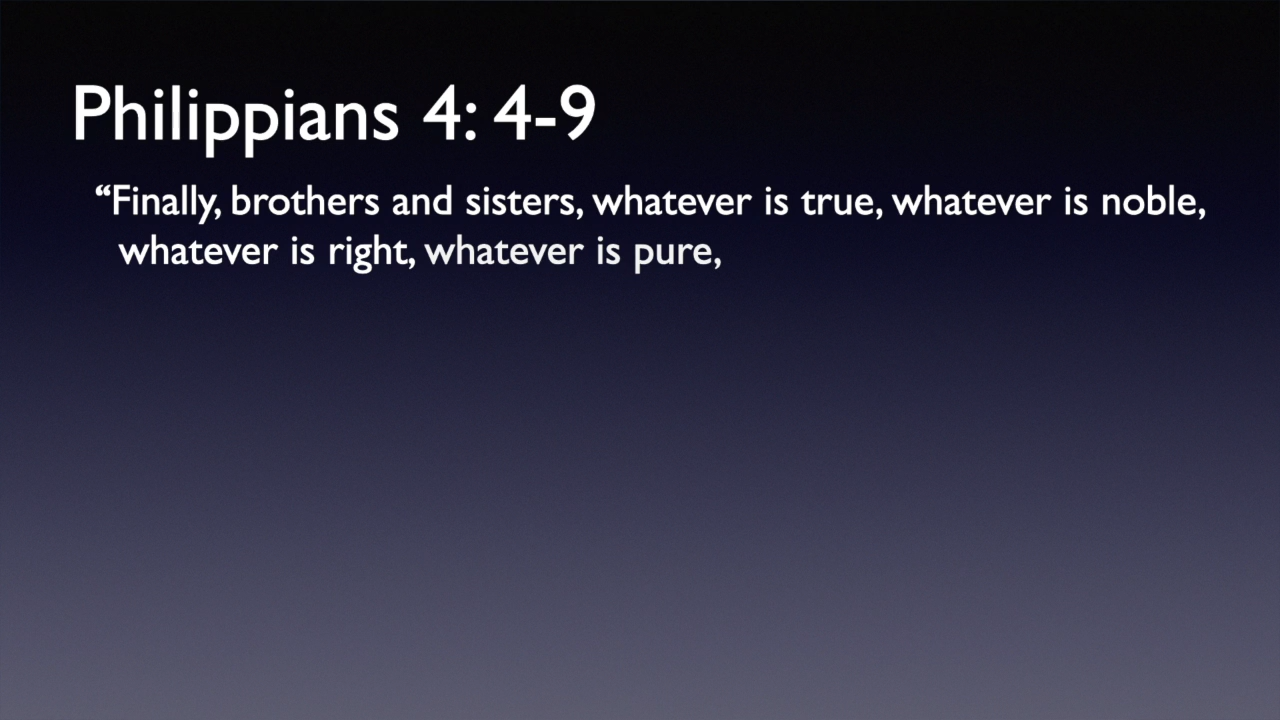 Philippians 4: 4-9
“Finally, brothers and sisters, whatever is true, whatever is noble,
whatever is right, whatever is pure,